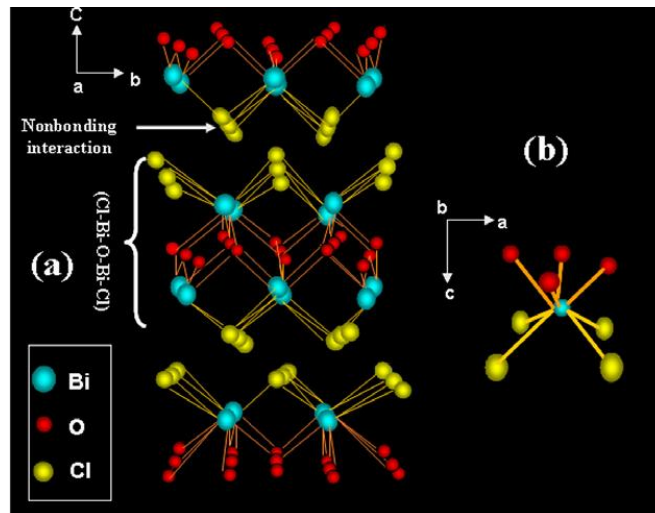 C
a
b
Nonbonding
interaction
(Cl-Bi-O-Bi-Cl)
(a)
Bi
O
Cl
(b)
b
a
c